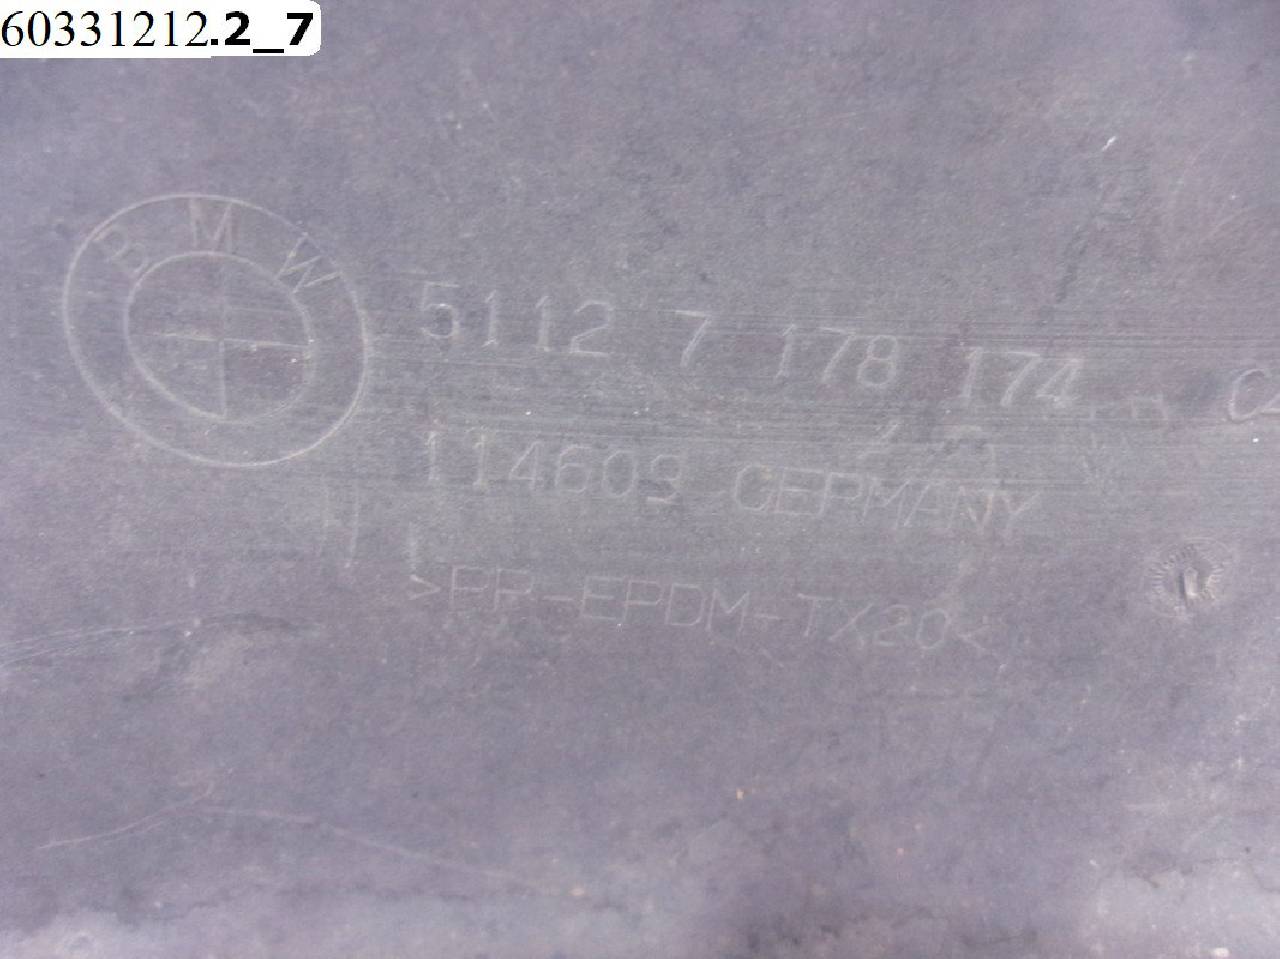 60331212.2_7
BMW
5112 7 178 174
114609 GERMANY
>PP-EPDM-TX20<